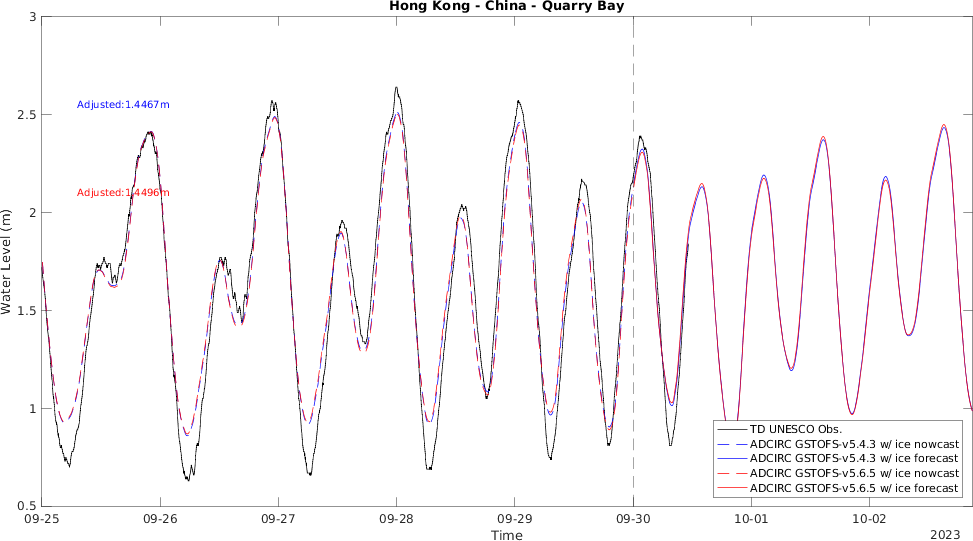 Hong Kong - China - Quarry Bay
3
2.5
2
1.5
1
0.5
Water Level (m)
Adjusted:1.4467m
Adjusted:1.4496m
TD UNESCO Obs.
ADCIRC GSTOFS-v5.4.3 w/ ice nowcast
ADCIRC GSTOFS-v5.4.3 w/ ice forecast
ADCIRC GSTOFS-v5.6.5 w/ ice nowcast
ADCIRC GSTOFS-v5.6.5 w/ ice forecast
09-25 09-26 09-27 09-28 09-29 09-30 10-01 10-02
Time
2023